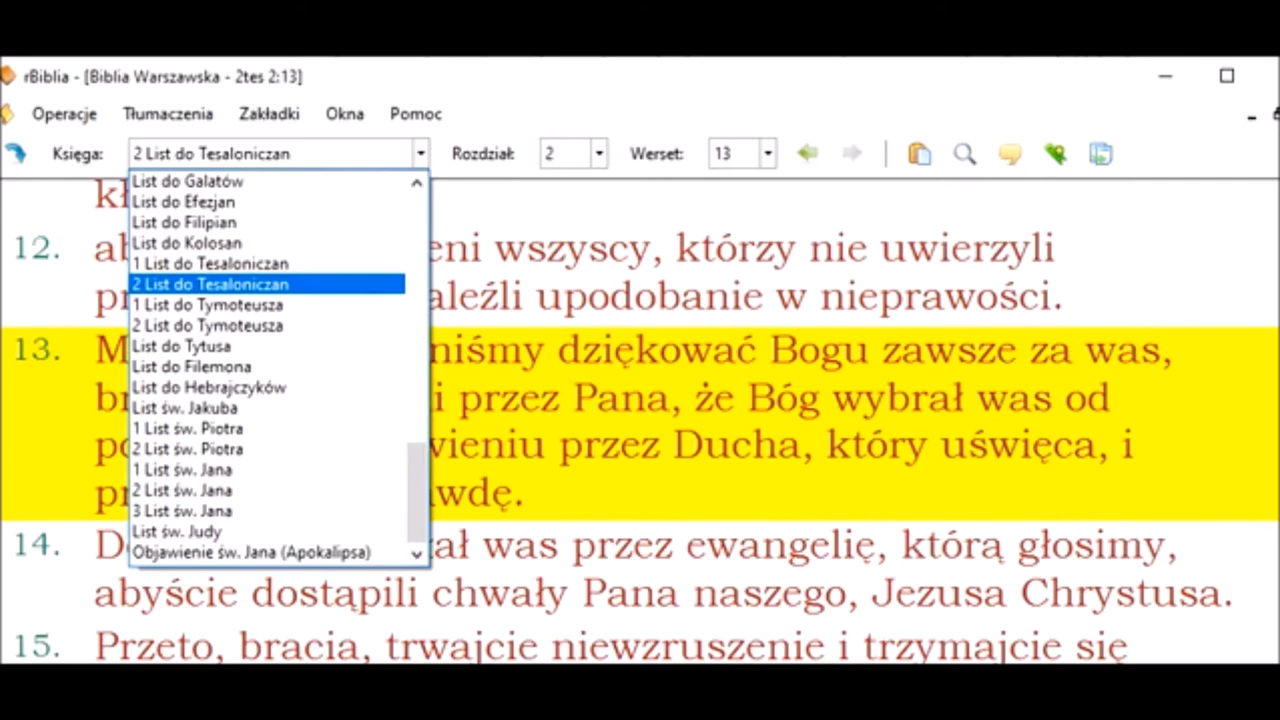 rBiblia - [Biblia Warszawska - 2tes 2:13]
Operacje Tłumaczenia Zakładki Okna Pomoc
Księga: 2 List do Tesaloniczan Rozdział: 2 Werset: 13
List do Galatów
List do Efezjan
List do Filipian
List do Kolosan
1 List do Tesaloniczan
2 List do Tesaloniczan
1 List do Tymoteusza
2 List do Tymoteusza
List do Tytusa
List do Filemona
List do Hebrajczyków
List św. Jakuba
1 List św. Piotra
2 List św. Piotra
1 List św. Jana
2 List św. Jana
3 List św. Jana
List św. Judy
Objawienie św. Jana (Apokalipsa)
12. wszyscy, którzy nie uwierzyli
upodobanie w nieprawości.
13. dziękować Bogu zawsze za was,
przez Pana, że Bóg wybrał was od
przez Ducha, który uświęca, i
14. was przez ewangelię, którą głosimy,
abyście dostąpili chwały Pana naszego, Jezusa Chrystusa.
15. Przeto, bracia, trwajcie niewzruszenie i trzymajcie się